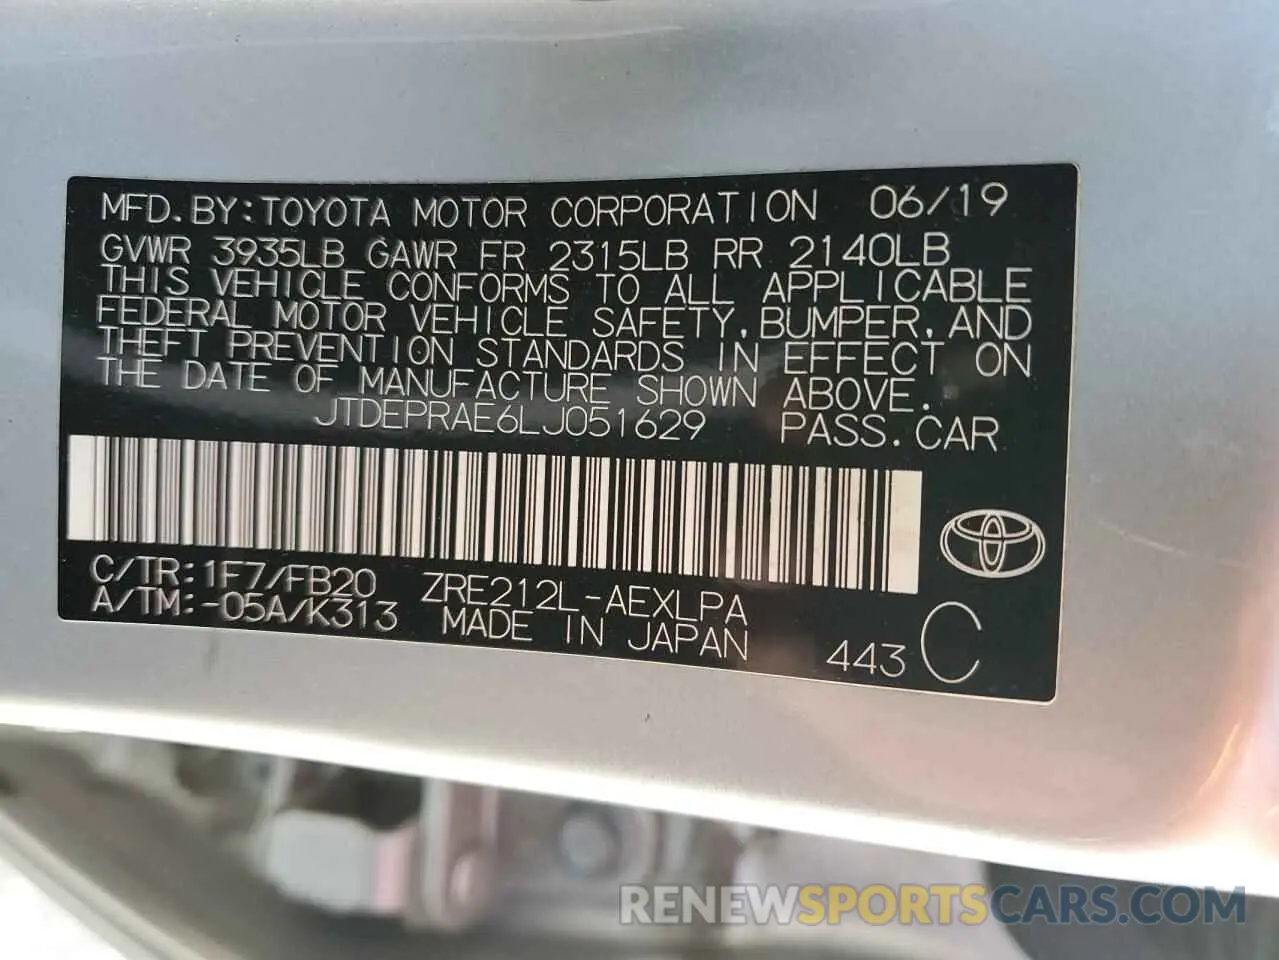 MFD.BY:TOYOTA MOTOR CORPORATION 06/19
GVWR 3935LB GAWR FR 2315LB RR 2140LB
THIS VEHICLE CONFORMS TO ALL APPLICABLE
FEDERAL MOTOR VEHICLE SAFETY, BUMPER, AND
THEFT PREVENTION STANDARDS IN EFFECT ON
THE DATE OF MANUFACTURE SHOWN ABOVE.
JTDEPRAE6LJ051629 PASS.CAR
C/TR:1F7/FB20 ZRE212L-AEXLPA
A/TM:-05A/K313 MADE IN JAPAN 443 C
RENEWSPORTSCARS.COM